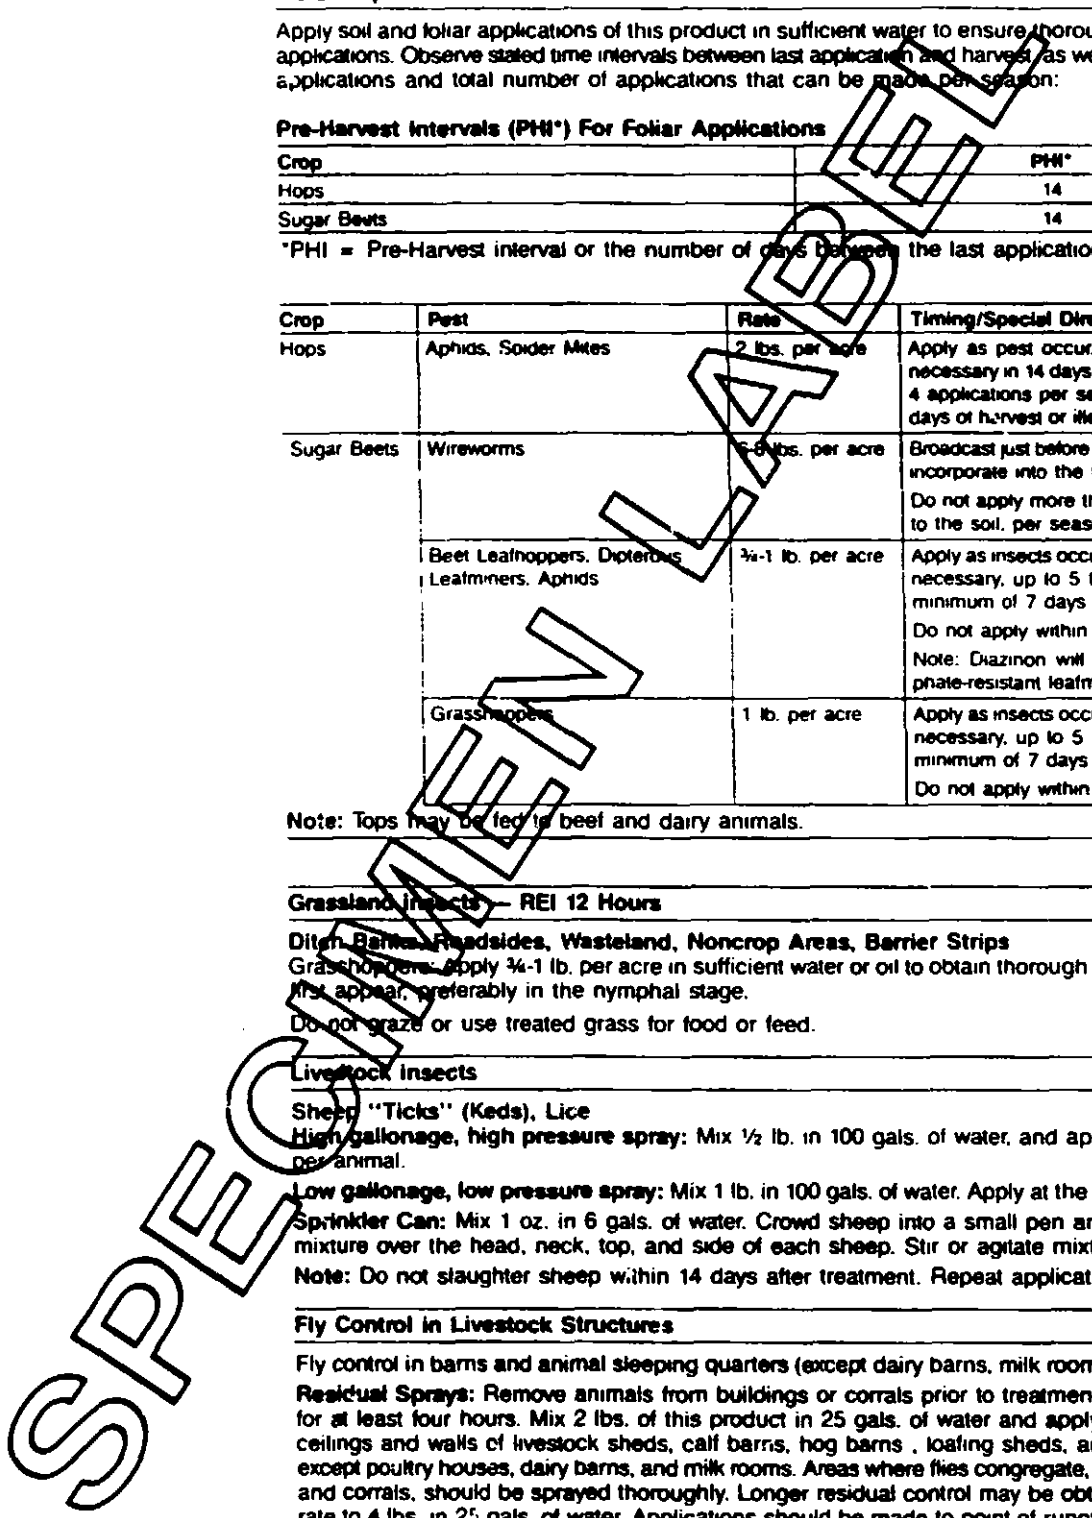 Apply soil and foliar applications of this product in sufficient water to ensure thorou
applications. Observe stated time intervals between last application and harvest, as we
applications and total number of applications that can be made per season:
Pre-Harvest Intervals (PHI*) For Foliar Applications
Crop PHI*
Hops 14
Sugar Beets 14
*PHI = Pre-Harvest interval or the number of days between the last applicatio
Crop Pest Rate Timing/Special Dire
Hops Aphids, Spider Mites 2 lbs. per acre Apply as pest occur
necessary in 14 days
4 applications per se
days of harvest or
Sugar Beets Wireworms lbs. per acre Broadcast just before
incorporate into the
Do not apply more th
to the soil, per seas
Beet Leafhoppers, Dipterous ¾-1 lb. per acre Apply as insects occu
Leafminers, Aphids necessary, up to 5
minimum of 7 days
Do not apply within
Note: Diazinon will
phate-resistant leafm
Grasshoppers 1 lb. per acre Apply as insects occu
necessary, up to 5
minimum of 7 days
Do not apply within
Note: Tops may be fed to beef and dairy animals.
Grassland insects – REI 12 Hours
Ditch Banks, Roadsides, Wasteland, Noncrop Areas, Barrier Strips
Grasshoppers: Apply ¾-1 lb. per acre in sufficient water or oil to obtain thorough
first appear, preferably in the nymphal stage.
Do not graze or use treated grass for food or feed.
Livestock insects
Sheep "Ticks" (Keds), Lice
High gallonage, high pressure spray: Mix ½ lb. in 100 gals. of water, and ap
per animal.
Low gallonage, low pressure spray: Mix 1 lb. in 100 gals. of water. Apply at the
Sprinkler Can: Mix 1 oz. in 6 gals. of water. Crowd sheep into a small pen an
mixture over the head, neck, top, and side of each sheep. Stir or agitate mixt
Note: Do not slaughter sheep within 14 days after treatment. Repeat applicat
Fly Control in Livestock Structures
Fly control in barns and animal sleeping quarters (except dairy barns, milk room
Residual Sprays: Remove animals from buildings or corrals prior to treatmen
for at least four hours. Mix 2 lbs. of this product in 25 gals. of water and apply
ceilings and walls of livestock sheds, calf barns, hog barns , loafing sheds, a
except poultry houses, dairy barns, and milk rooms. Areas where flies congregate,
and corrals, should be sprayed thoroughly. Longer residual control may be obt
rate to 4 lbs. in 25 gals. of water. Applications should be made to point of runof
SPECIMEN LABEL